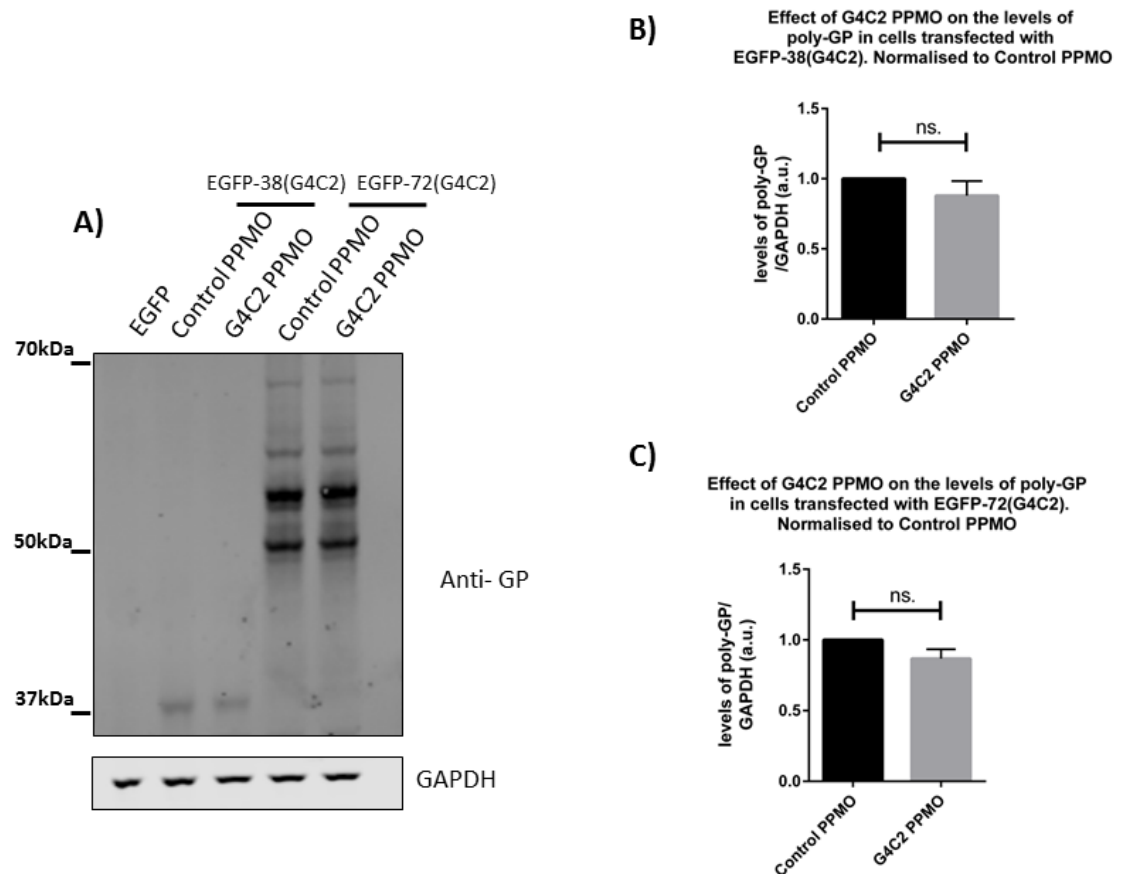 A)
EGFP-38(G4C2) EGFP-72(G4C2)
EGFP
Control PPMO
G4C2 PPMO
Control PPMO
G4C2 PPMO
70kDa
50kDa
37kDa
Anti- GP
GAPDH
B)
Effect of G4C2 PPMO on the levels of
poly-GP in cells transfected with
EGFP-38(G4C2). Normalised to Control PPMO
levels of poly-GP
/GAPDH (a.u.)
1.5
1.0
0.5
0.0
ns.
Control PPMO
G4C2 PPMO
C)
Effect of G4C2 PPMO on the levels of poly-GP
in cells transfected with EGFP-72(G4C2).
Normalised to Control PPMO
levels of poly-GP/
GAPDH (a.u.)
1.5
1.0
0.5
0.0
ns.
Control PPMO
G4C2 PPMO